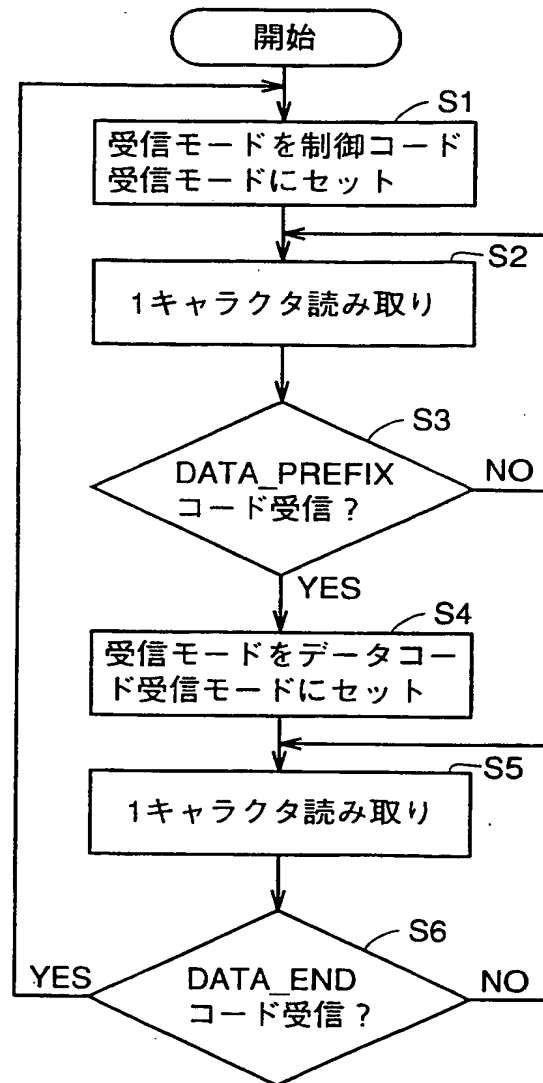 開始
S1
受信モードを制御コード
受信モードにセット
S2
1キャラクタ読み取り
S3
DATA_PREFIX
コード受信？
NO
YES
S4
受信モードをデータコー
ド受信モードにセット
S5
1キャラクタ読み取り
S6
YES
DATA_END
コード受信？
NO